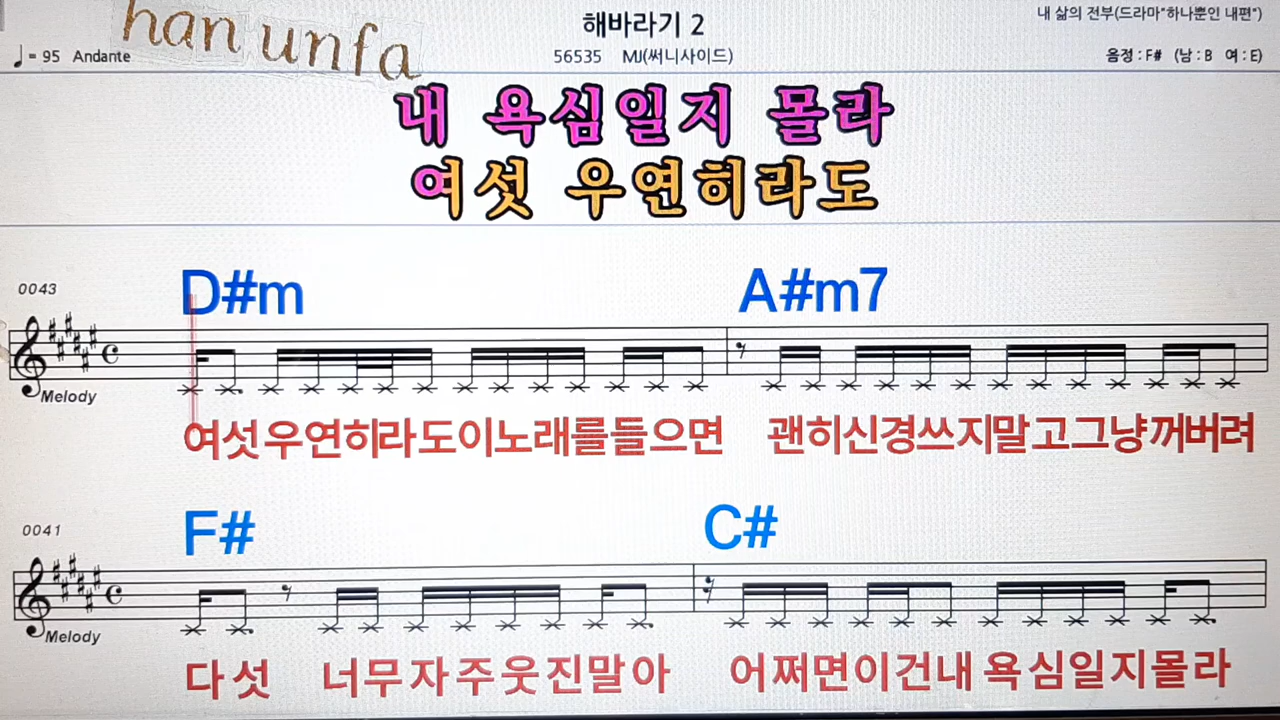 han unfa
해바라기 2
내 삶의 전부(드라마"하나뿐인 내편")
♩= 95 Andante
56535 MJ(써니사이드)
음정 : F# (남 : B 여 : E)
내 욕심일지 몰라
여섯 우연히라도
0043
D#m A#m7
Melody
여섯우연히라도이노래를들으면 괜히신경쓰지말고그냥꺼버려
0041
F# C#
Melody
다섯 너무자주웃진말아 어쩌면이건내욕심일지몰라